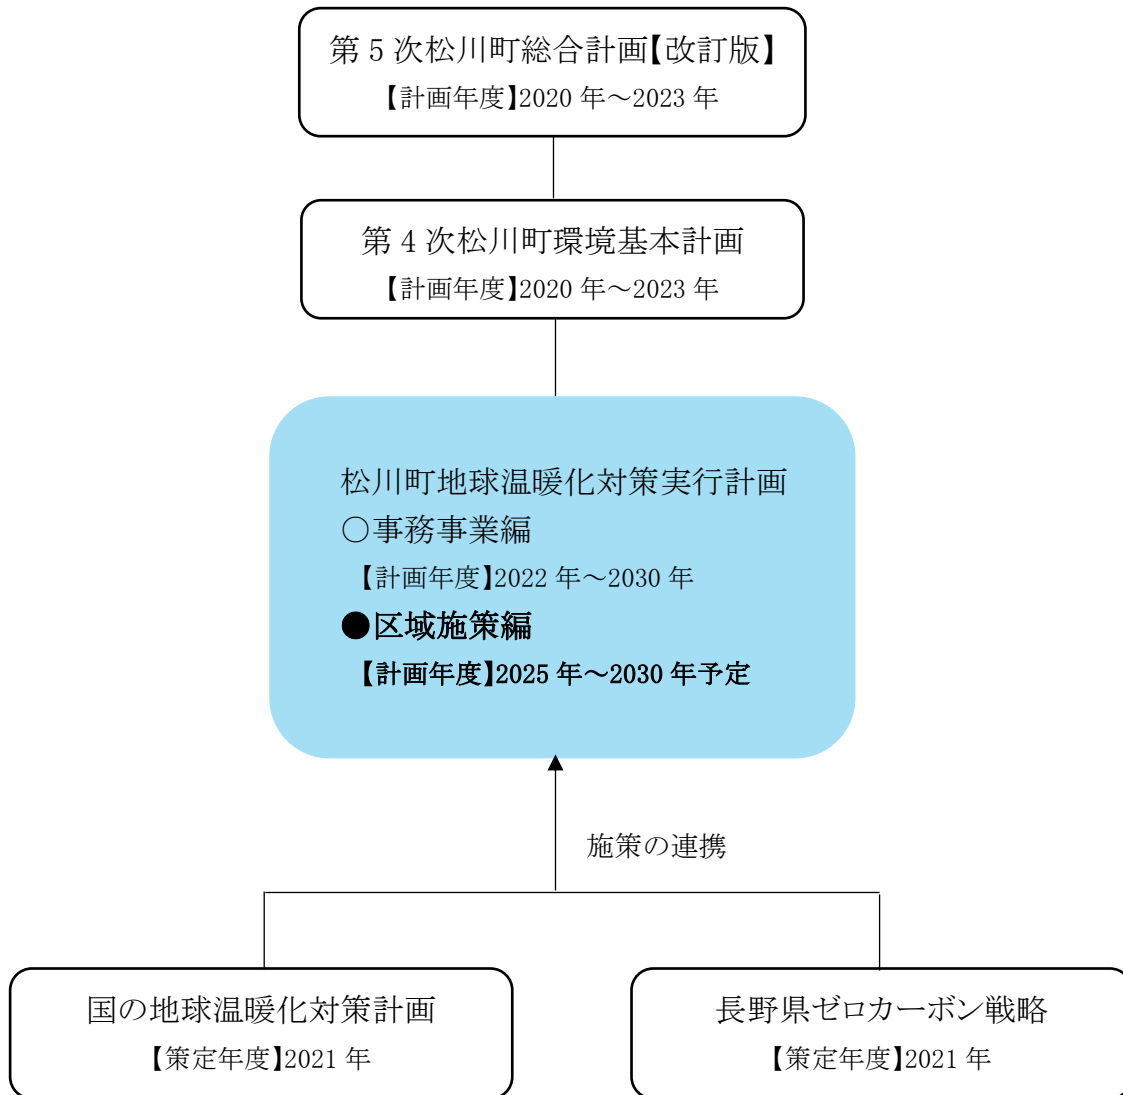 第5次松川町総合計画【改訂版】
【計画年度】2020年～2023年
第4次松川町環境基本計画
【計画年度】2020年～2023年
松川町地球温暖化対策実行計画
○事務事業編
【計画年度】2022年～2030年
●区域施策編
【計画年度】2025年～2030年予定
施策の連携
国の地球温暖化対策計画
【策定年度】2021年
長野県ゼロカーボン戦略
【策定年度】2021年